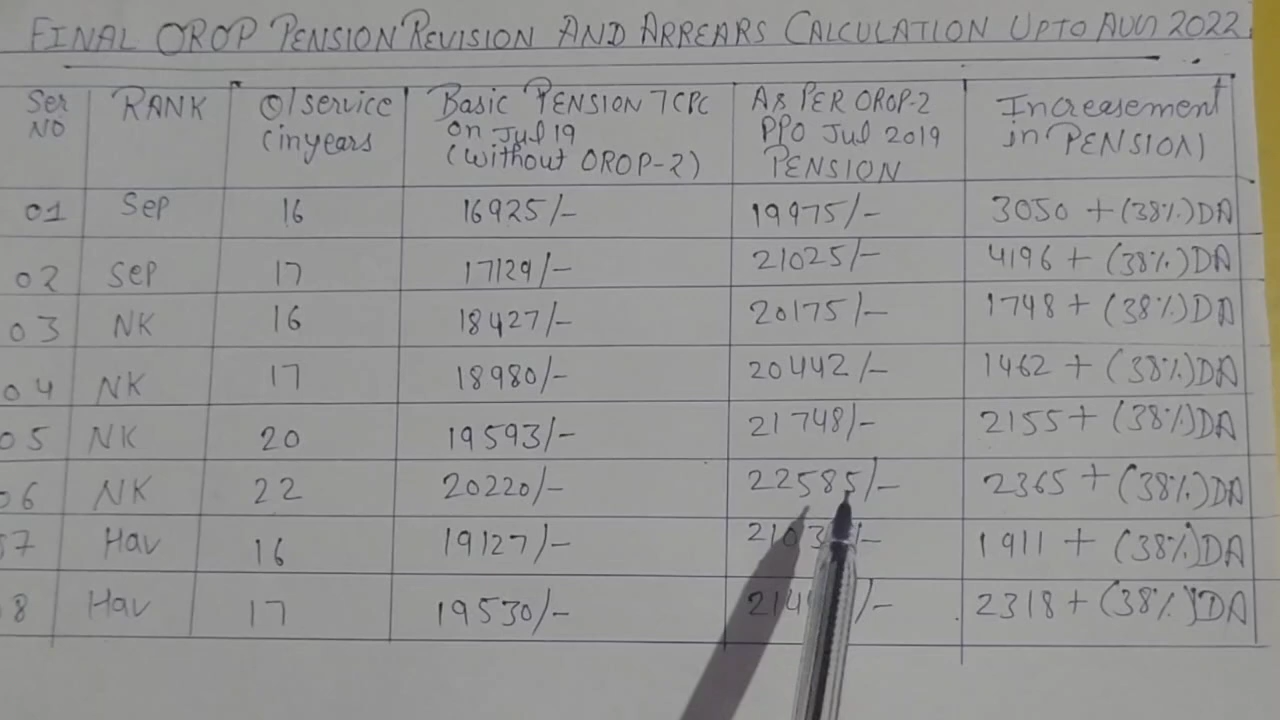 FINAL OROP PENSION REVISION AND ARREARS CALCULATION UPTO AUG 2022
Ser NO RANK Q/service (in years Basic PENSION 7CPC on Jul 19 (without OROP-2) AS PER OROP-2 PPO Jul 2019 PENSION Increasement in PENSION
01 Sep 16 16925/- 19975/- 3050 + (38%)DA
02 Sep 17 17129/- 21025/- 4196 + (38%)DA
03 NK 16 18427/- 20175/- 1748 + (38%)DA
04 NK 17 18980/- 20442/- 1462 + (38%)DA
05 NK 20 19593/- 21748/- 2155 + (38%)DA
06 NK 22 20220/- 22585/- 2365 + (38%)DA
7 Hav 16 19127/- 1911 + (38%)DA
8 Hav 17 19530/- 2318 + (38%)DA